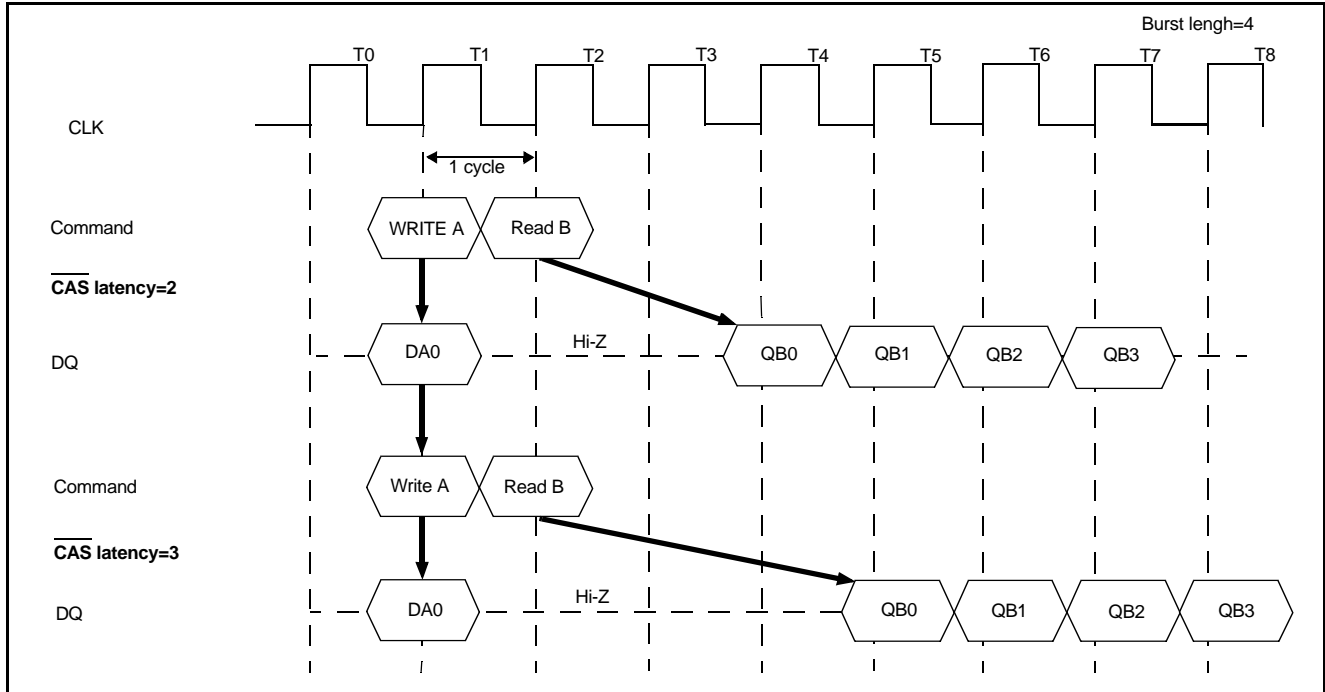 Burst lengh=4
T0 T1 T2 T3 T4 T5 T6 T7 T8
CLK
1 cycle
Command WRITE A Read B
CAS latency=2
DQ DA0 Hi-Z QB0 QB1 QB2 QB3
Command Write A Read B
CAS latency=3
DQ DA0 Hi-Z QB0 QB1 QB2 QB3